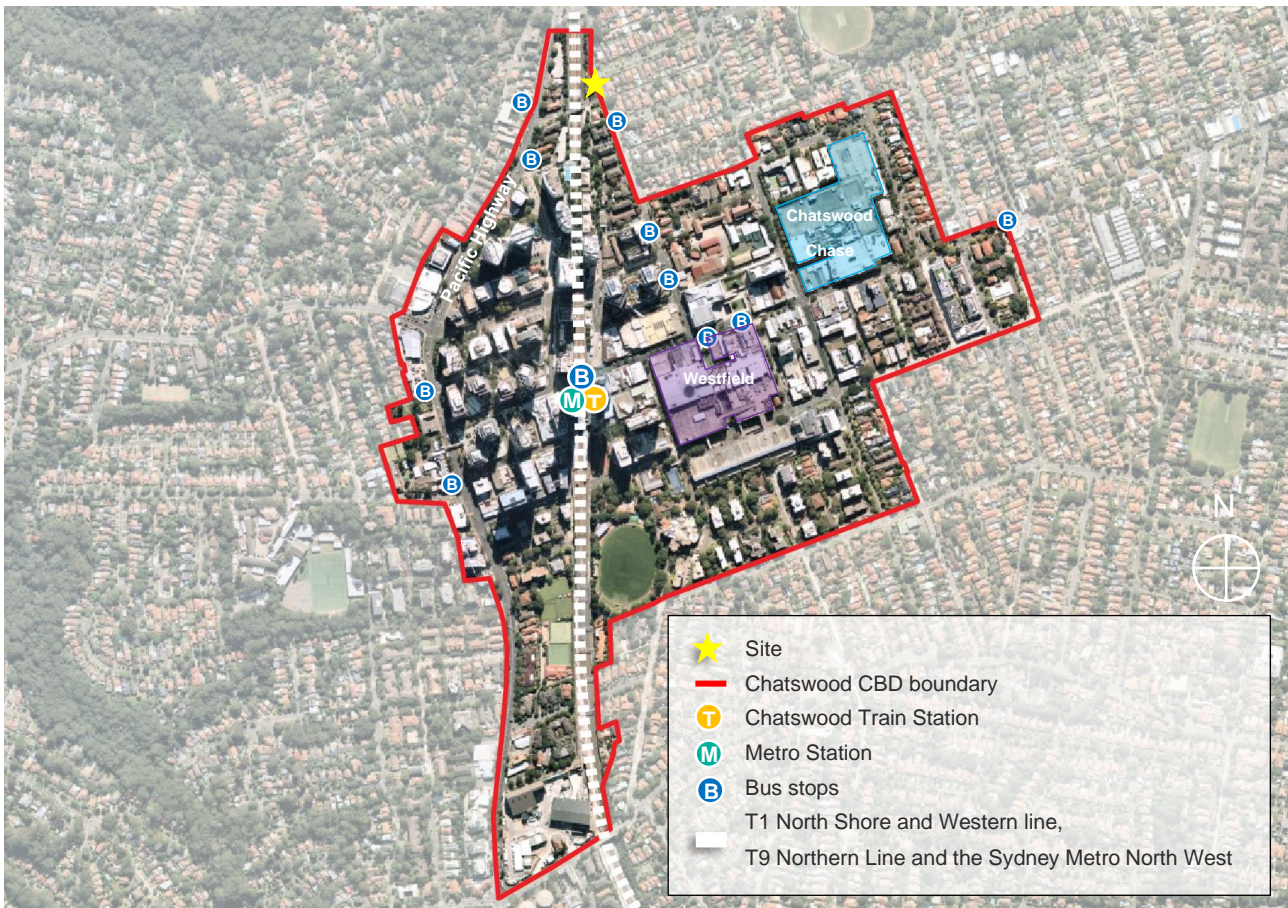 B
B
B
Pacific Highway
Chatswood
Chase
B
B
B
B
B
Westfield
B
M
T
B
B
N
Site
Chatswood CBD boundary
T
Chatswood Train Station
M
Metro Station
B
Bus stops
T1 North Shore and Western line,
T9 Northern Line and the Sydney Metro North West